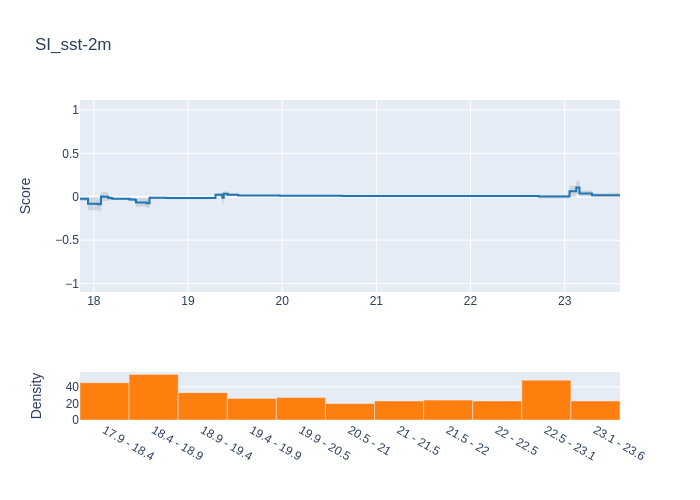 SI_sst-2m
Score
1
0.5
0
−0.5
−1
18 19 20 21 22 23
Density
40
20
0
17.9 - 18.4
18.4 - 18.9
18.9 - 19.4
19.4 - 19.9
19.9 - 20.5
20.5 - 21
21 - 21.5
21.5 - 22
22 - 22.5
22.5 - 23.1
23.1 - 23.6